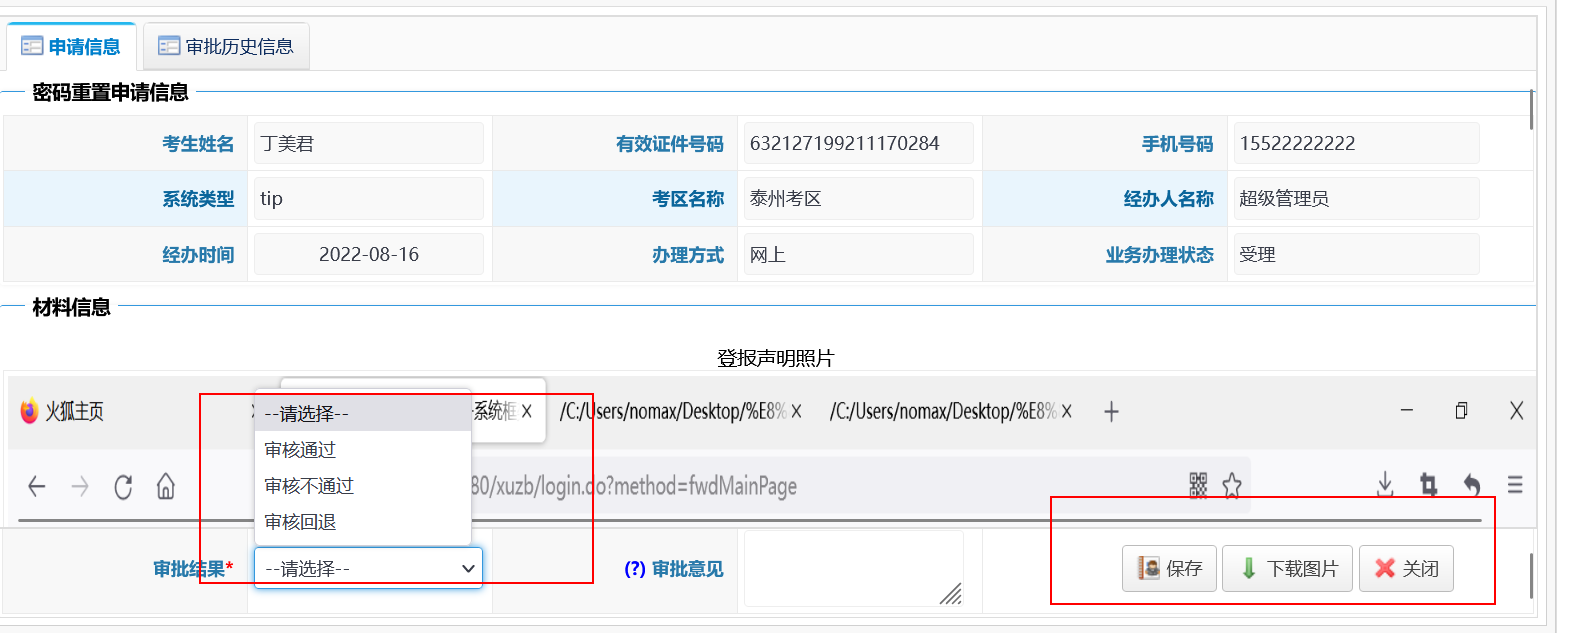 申请信息 审批历史信息
密码重置申请信息
考生姓名 丁美君 有效证件号码 632127199211170284 手机号码 15522222222
系统类型 tip 考区名称 泰州考区 经办人名称 超级管理员
经办时间 2022-08-16 办理方式 网上 业务办理状态 受理
材料信息
登报声明照片
火狐主页 系统框 /C:/Users/nomax/Desktop/%E8% /C:/Users/nomax/Desktop/%E8%
--请选择--
审核通过
审核不通过
审核回退
80/xuzb/login.do?method=fwdMainPage
审批结果* --请选择-- (?) 审批意见 保存 下载图片 关闭